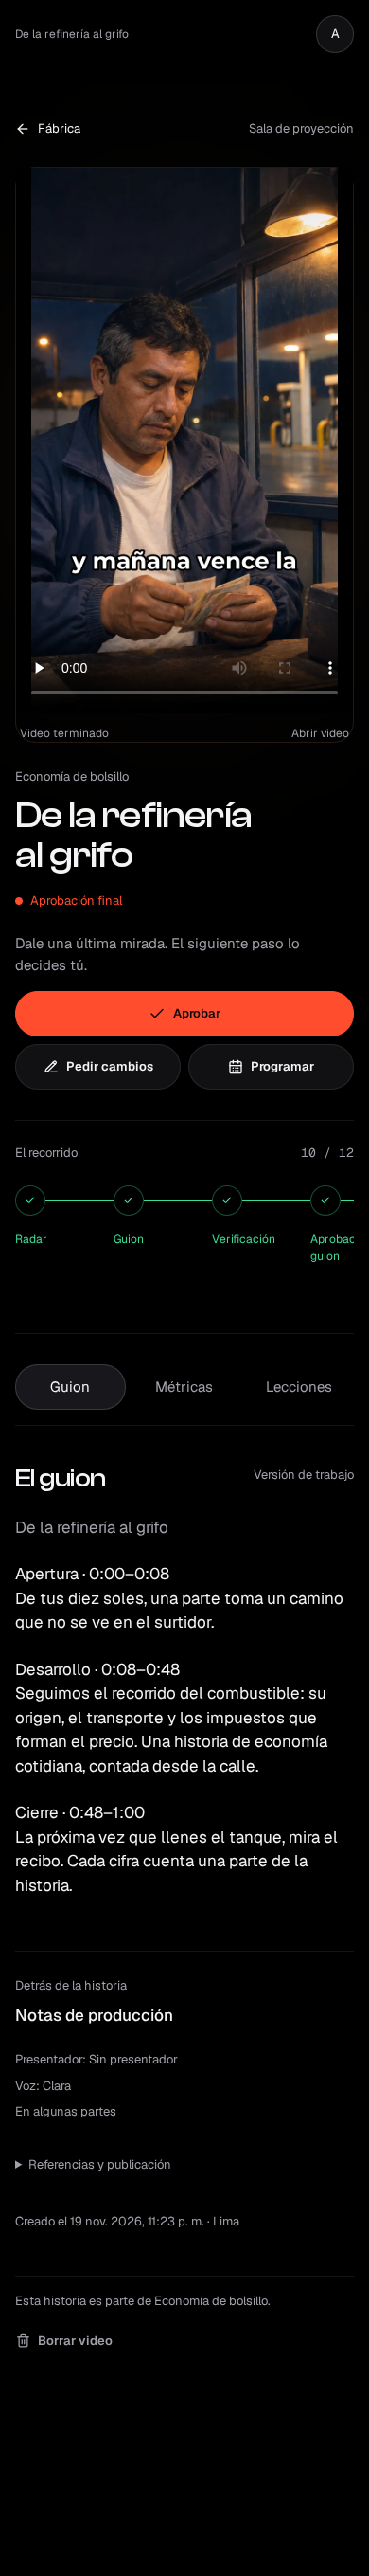 De la refinería al grifo
A
Fábrica
Sala de proyección
y mañana vence la
0:00
Video terminado
Abrir video
Economía de bolsillo
De la refinería
al grifo
Aprobación final
Dale una última mirada. El siguiente paso lo
decides tú.
Aprobar
Pedir cambios
Programar
El recorrido
10 / 12
Radar
Guion
Verificación
Aprobac
guion
Guion
Métricas
Lecciones
El guion
Versión de trabajo
De la refinería al grifo
Apertura · 0:00–0:08
De tus diez soles, una parte toma un camino
que no se ve en el surtidor.
Desarrollo · 0:08–0:48
Seguimos el recorrido del combustible: su
origen, el transporte y los impuestos que
forman el precio. Una historia de economía
cotidiana, contada desde la calle.
Cierre · 0:48–1:00
La próxima vez que llenes el tanque, mira el
recibo. Cada cifra cuenta una parte de la
historia.
Detrás de la historia
Notas de producción
Presentador: Sin presentador
Voz: Clara
En algunas partes
Referencias y publicación
Creado el 19 nov. 2026, 11:23 p. m. · Lima
Esta historia es parte de Economía de bolsillo.
Borrar video